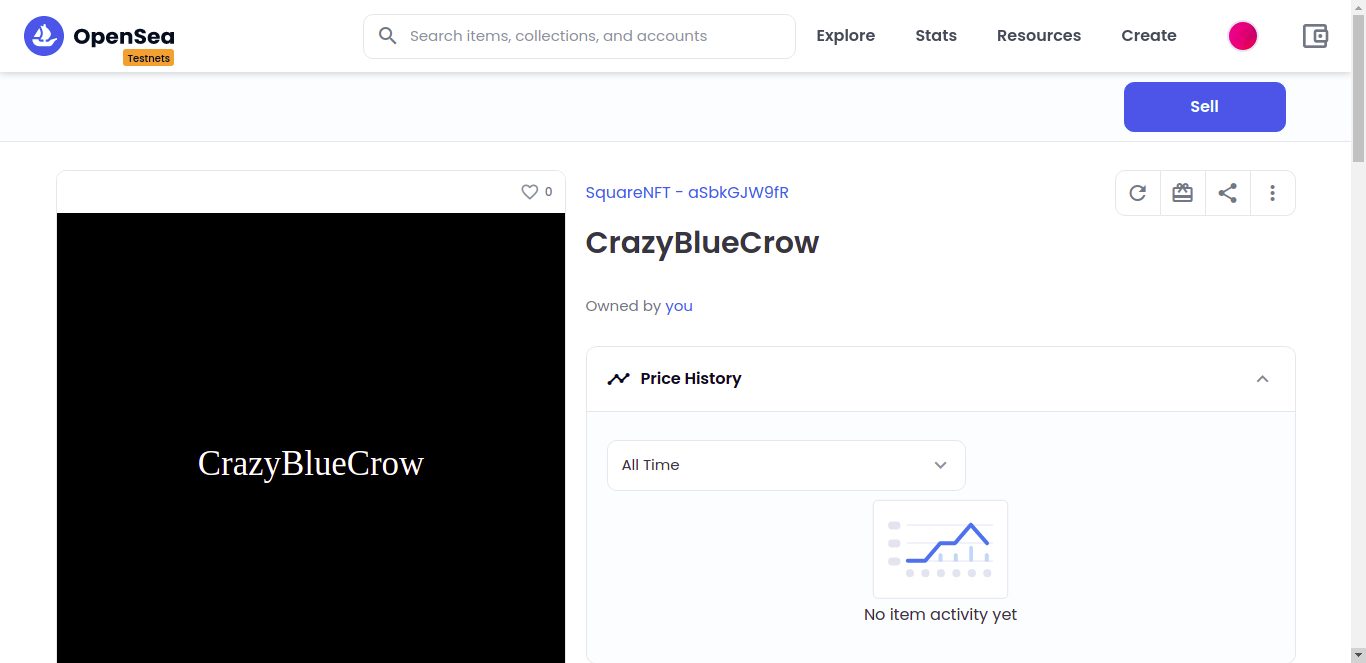 OpenSea
Testnets
Search items, collections, and accounts
Explore
Stats
Resources
Create
Sell
0
SquareNFT - aSbkGJW9fR
CrazyBlueCrow
Owned by you
Price History
All Time
No item activity yet
CrazyBlueCrow